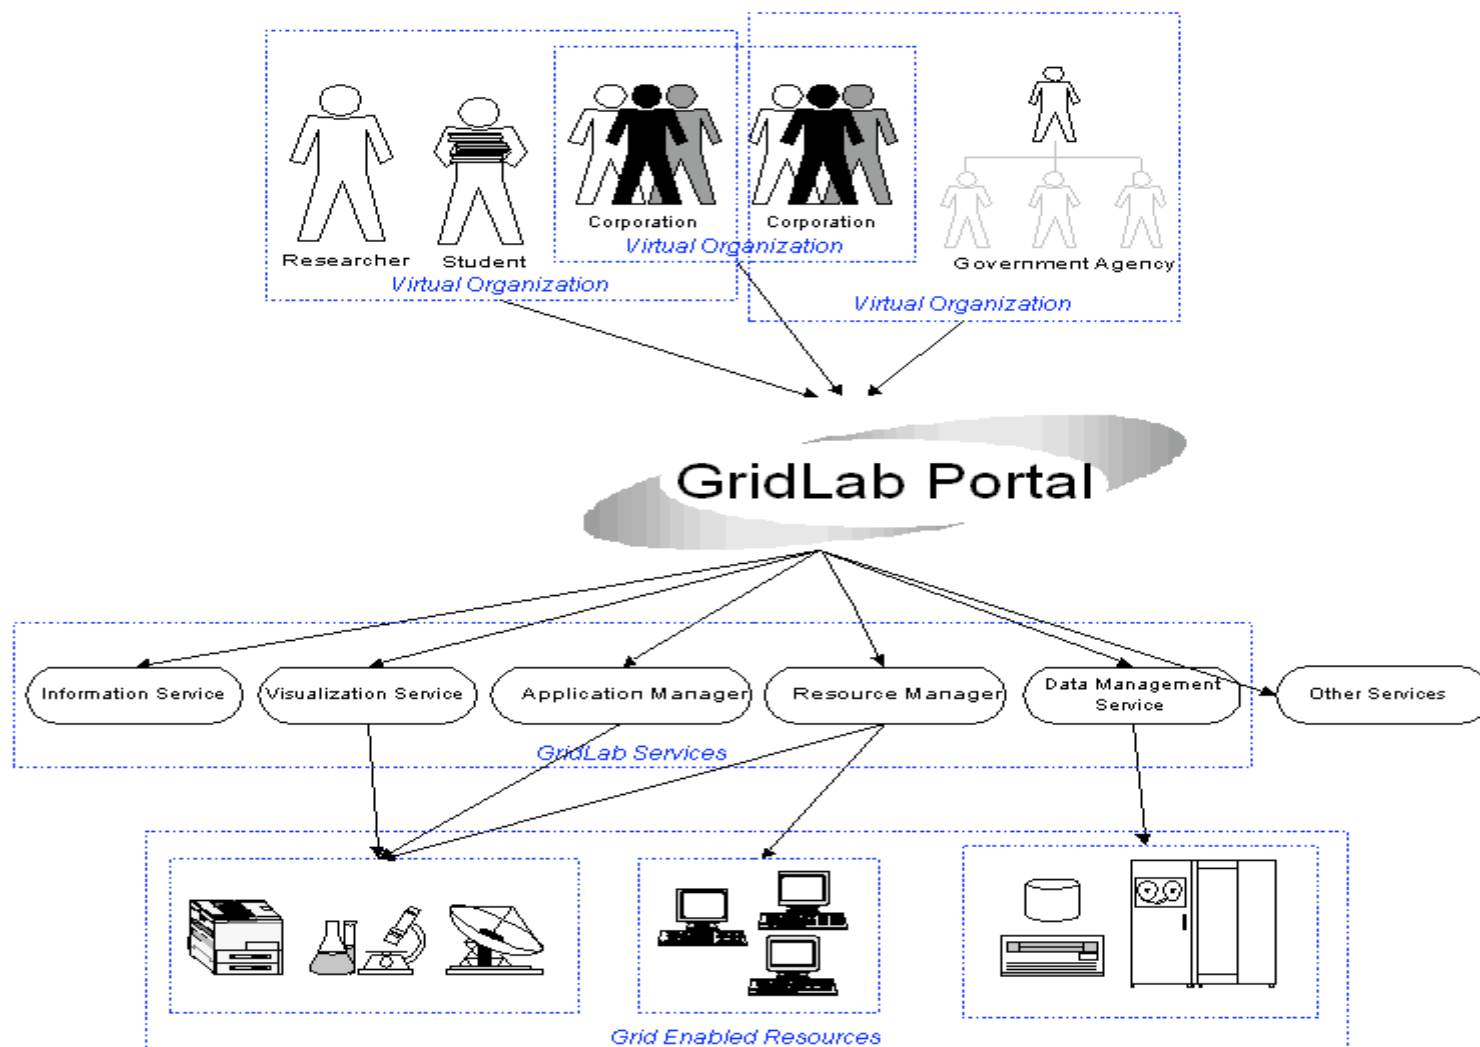 Corporation
Corporation
Virtual Organization
Researcher
Student
Government Agency
Virtual Organization
Virtual Organization
GridLab Portal
Information Service
Visualization Service
Application Manager
Resource Manager
Data Management
Service
Other Services
GridLab Services
Grid Enabled Resources